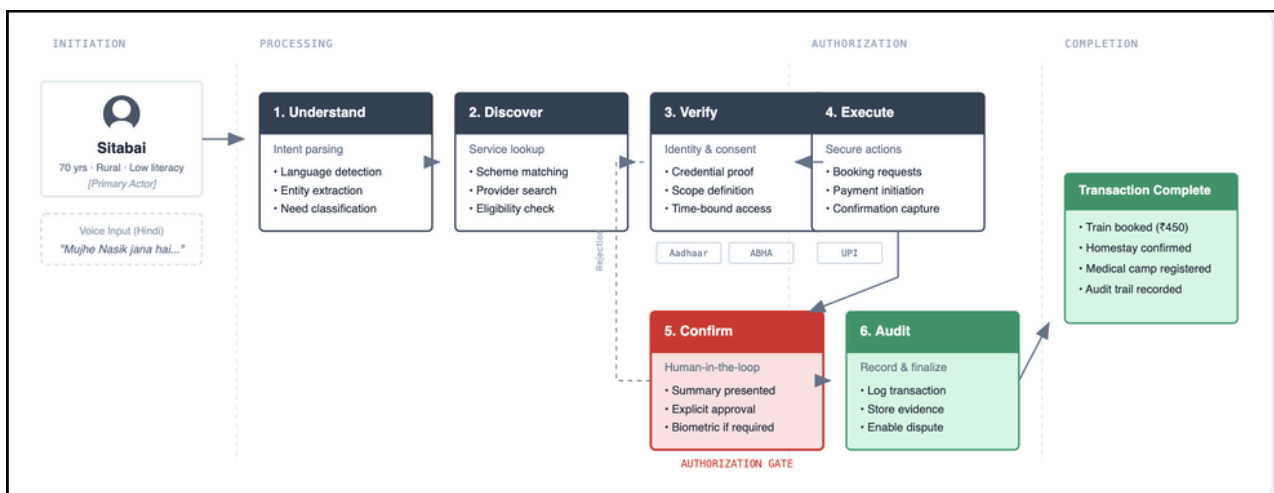 INITIATION
PROCESSING
AUTHORIZATION
COMPLETION
Sitabai
70 yrs · Rural · Low literacy
[Primary Actor]
Voice Input (Hindi)
"Mujhe Nasik jana hai..."
1. Understand
Intent parsing
• Language detection
• Entity extraction
• Need classification
2. Discover
Service lookup
• Scheme matching
• Provider search
• Eligibility check
3. Verify
Identity & consent
• Credential proof
• Scope definition
• Time-bound access
Aadhaar
ABHA
4. Execute
Secure actions
• Booking requests
• Payment initiation
• Confirmation capture
UPI
Rejection
5. Confirm
Human-in-the-loop
• Summary presented
• Explicit approval
• Biometric if required
AUTHORIZATION GATE
6. Audit
Record & finalize
• Log transaction
• Store evidence
• Enable dispute
Transaction Complete
• Train booked (₹450)
• Homestay confirmed
• Medical camp registered
• Audit trail recorded